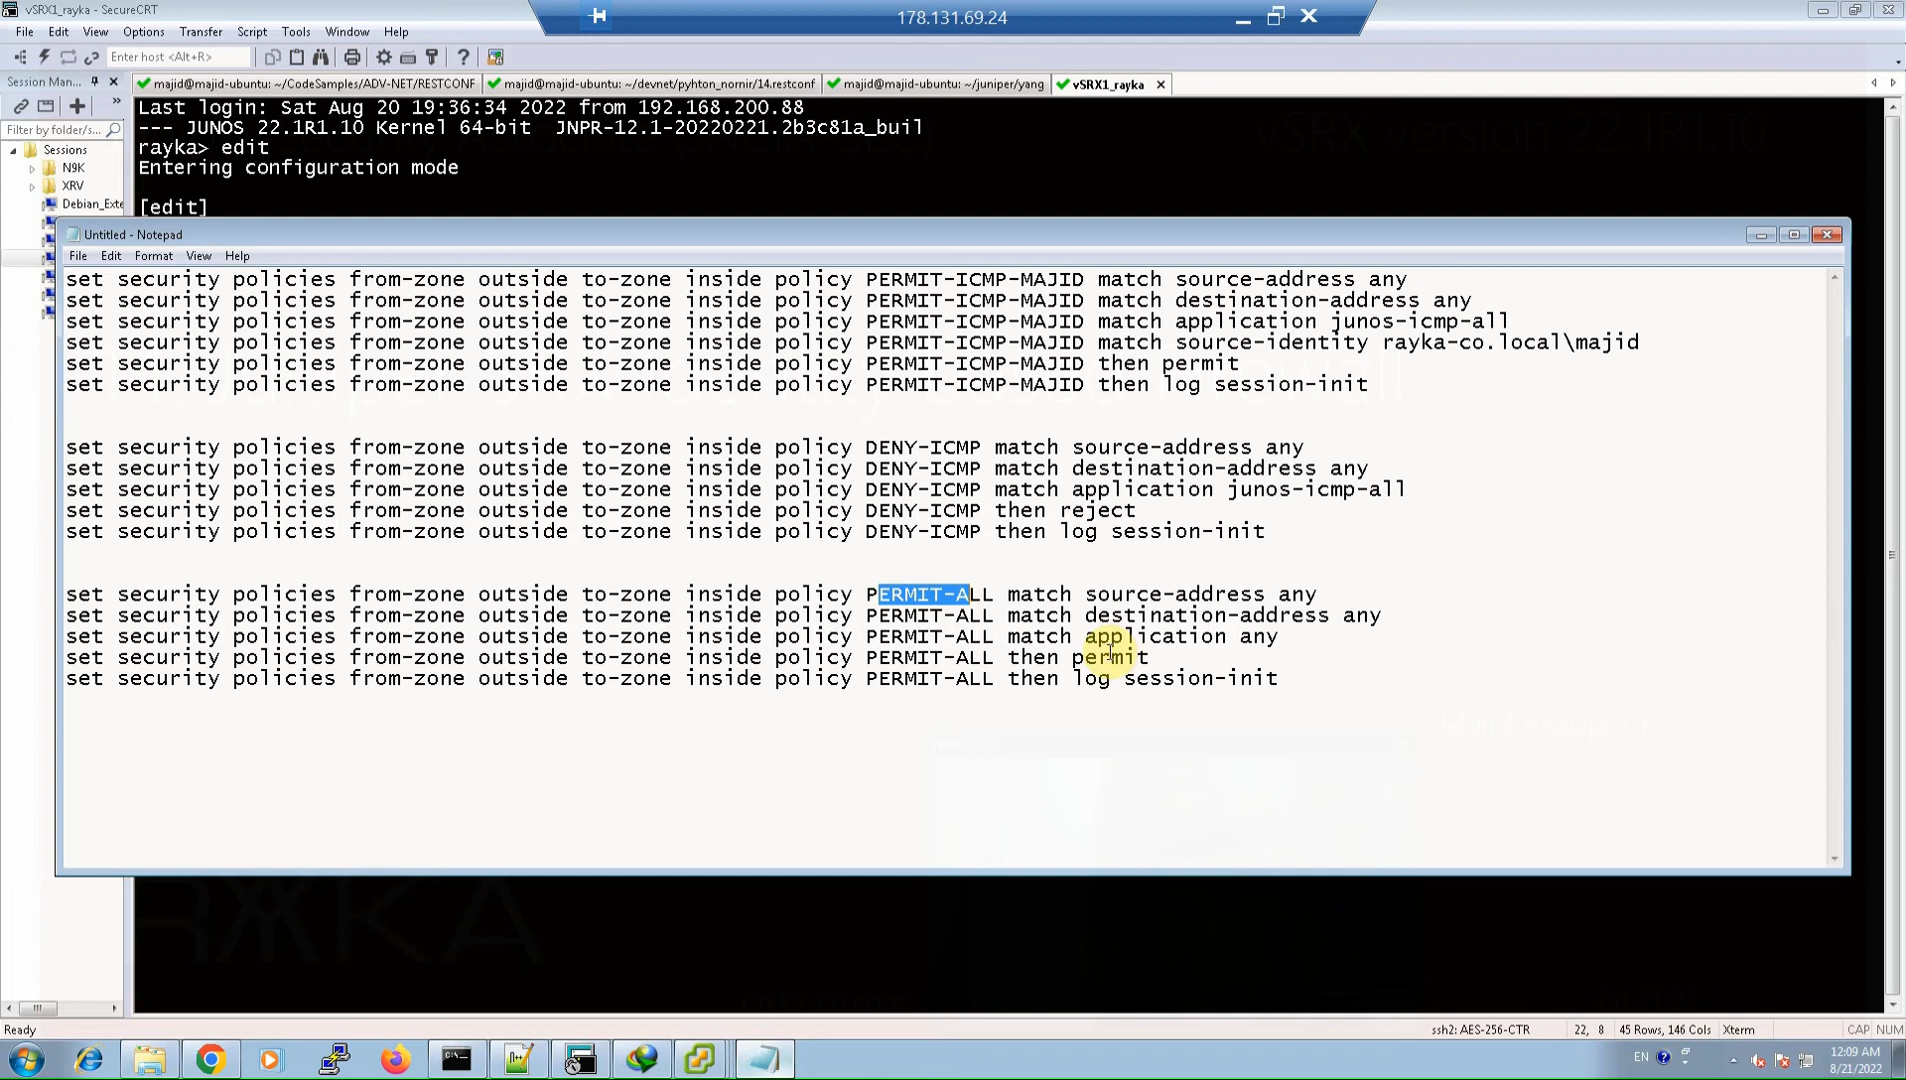 vSRX1_rayka - SecureCRT
178.131.69.24
File Edit View Options Transfer Script Tools Window Help
Enter host <Alt+R>
Session Man...
majid@majid-ubuntu: ~/CodeSamples/ADV-NET/RESTCONF
majid@majid-ubuntu: ~/devnet/pyhton_nornir/14.restconf
majid@majid-ubuntu: ~/juniper/yang
vSRX1_rayka
Filter by folder/s...
Sessions
N9K
XRV
Debian_Exte
Last login: Sat Aug 20 19:36:34 2022 from 192.168.200.88
--- JUNOS 22.1R1.10 Kernel 64-bit  JNPR-12.1-20220221.2b3c81a_buil
rayka> edit
Entering configuration mode
[edit]
vSRX version 22.1R1.10
Untitled - Notepad
File Edit Format View Help
set security policies from-zone outside to-zone inside policy PERMIT-ICMP-MAJID match source-address any
set security policies from-zone outside to-zone inside policy PERMIT-ICMP-MAJID match destination-address any
set security policies from-zone outside to-zone inside policy PERMIT-ICMP-MAJID match application junos-icmp-all
set security policies from-zone outside to-zone inside policy PERMIT-ICMP-MAJID match source-identity rayka-co.local\majid
set security policies from-zone outside to-zone inside policy PERMIT-ICMP-MAJID then permit
set security policies from-zone outside to-zone inside policy PERMIT-ICMP-MAJID then log session-init
set security policies from-zone outside to-zone inside policy DENY-ICMP match source-address any
set security policies from-zone outside to-zone inside policy DENY-ICMP match destination-address any
set security policies from-zone outside to-zone inside policy DENY-ICMP match application junos-icmp-all
set security policies from-zone outside to-zone inside policy DENY-ICMP then reject
set security policies from-zone outside to-zone inside policy DENY-ICMP then log session-init
set security policies from-zone outside to-zone inside policy PERMIT-ALL match source-address any
set security policies from-zone outside to-zone inside policy PERMIT-ALL match destination-address any
set security policies from-zone outside to-zone inside policy PERMIT-ALL match application any
set security policies from-zone outside to-zone inside policy PERMIT-ALL then permit
set security policies from-zone outside to-zone inside policy PERMIT-ALL then log session-init
Ready
ssh2: AES-256-CTR
22, 8
45 Rows, 146 Cols
Xterm
CAP NUM
EN
12:09 AM
8/21/2022